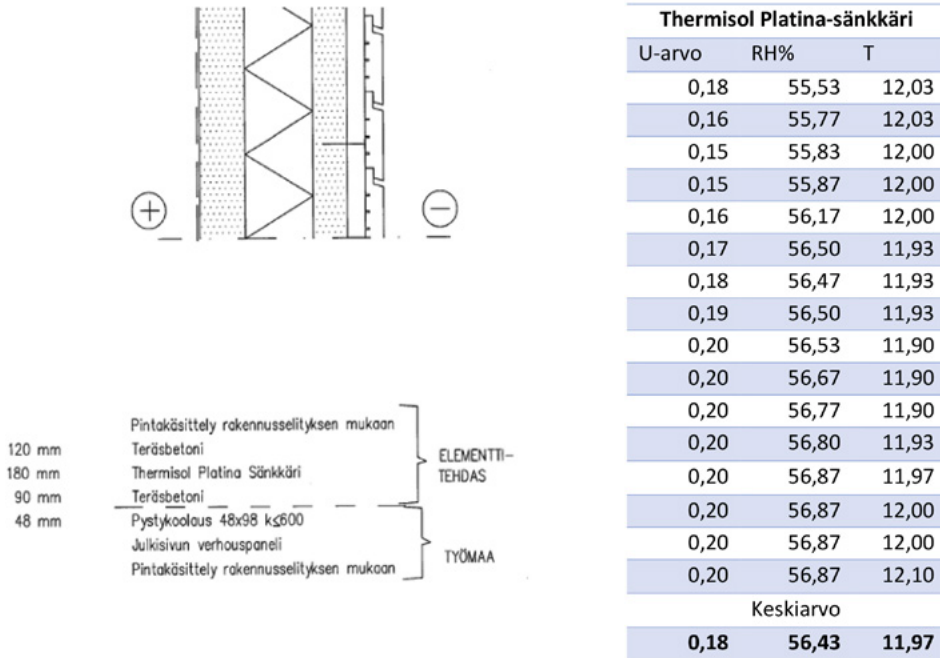 +
−
Pintakäsittely rakennusselityksen mukaan
120 mm Teräsbetoni
180 mm Thermisol Platina Sänkkäri
90 mm Teräsbetoni
ELEMENTTI-
TEHDAS
48 mm Pystykoolaus 48x98 k≤600
Julkisivun verhouspaneli
Pintakäsittely rakennusselityksen mukaan
TYÖMAA
Thermisol Platina-sänkkäri
U-arvo RH% T
0,18 55,53 12,03
0,16 55,77 12,03
0,15 55,83 12,00
0,15 55,87 12,00
0,16 56,17 12,00
0,17 56,50 11,93
0,18 56,47 11,93
0,19 56,50 11,93
0,20 56,53 11,90
0,20 56,67 11,90
0,20 56,77 11,90
0,20 56,80 11,93
0,20 56,87 11,97
0,20 56,87 12,00
0,20 56,87 12,00
0,20 56,87 12,10
Keskiarvo
0,18 56,43 11,97